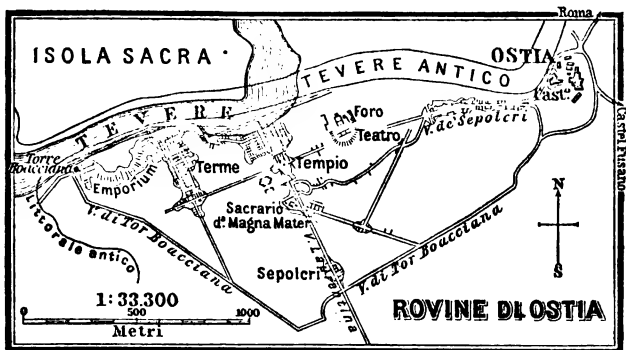 Roma
ISOLA SACRA
OSTIA
TEVERE ANTICO
Cast.
TEVERE
Foro
Teatro
V. de Sepolcri
Castel Fusano
Torre
Boacciana
Emporium
Terme
Tempio
Littorale antico
V. di Tor Boacciana
Sacrario
d. Magna Mater
V. Laurentina
V. di Tor Boacciana
Sepolcri
N
S
1:33.300
0 500 1000
Metri
ROVINE DI OSTIA